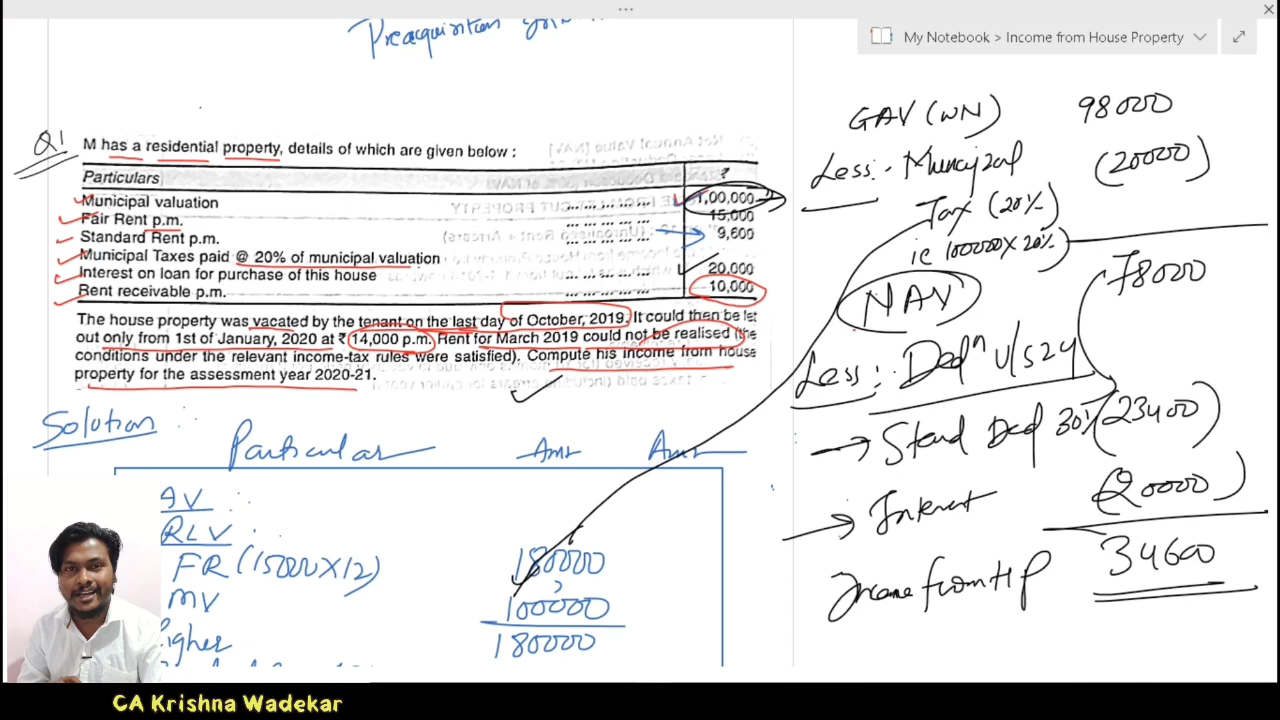 Preacquisition
My Notebook > Income from House Property
Q1
M has a residential property, details of which are given below :
Particulars ₹
Municipal valuation ... ... ... ... ... 1,00,000
Fair Rent p.m. ... ... ... ... ... 15,000
Standard Rent p.m. ... ... ... ... ... 9,600
Municipal Taxes paid @ 20% of municipal valuation
Interest on loan for purchase of this house ... ... ... ... ... 20,000
Rent receivable p.m. ... ... ... ... ... 10,000
The house property was vacated by the tenant on the last day of October, 2019. It could then be let
out only from 1st of January, 2020 at ₹ 14,000 p.m. Rent for March 2019 could not be realised (the
conditions under the relevant income-tax rules were satisfied). Compute his income from house
property for the assessment year 2020-21.
Solution :
Particular Amt Amt
AV :
RLV :
FR (15000X12) 180000
MV 100000
Higher 180000
GAV (WN) 98000
Less :- Municipal (20000)
Tax (20%)
ie 100000X20%)
NAV 78000
Less : Dedn U/S 24
→ Stand Ded 30% (23400)
→ Interest (20000)
Income from HP 34600
CA Krishna Wadekar